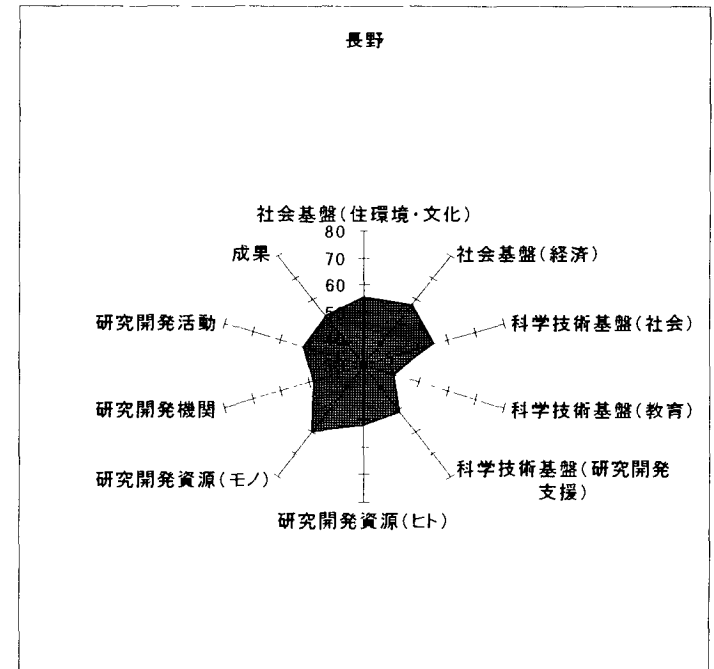 長野
社会基盤(住環境・文化)
80
70
60
成果
社会基盤(経済)
研究開発活動
科学技術基盤(社会)
研究開発機関
科学技術基盤(教育)
研究開発資源(モノ)
科学技術基盤(研究開発
支援)
研究開発資源(ヒト)